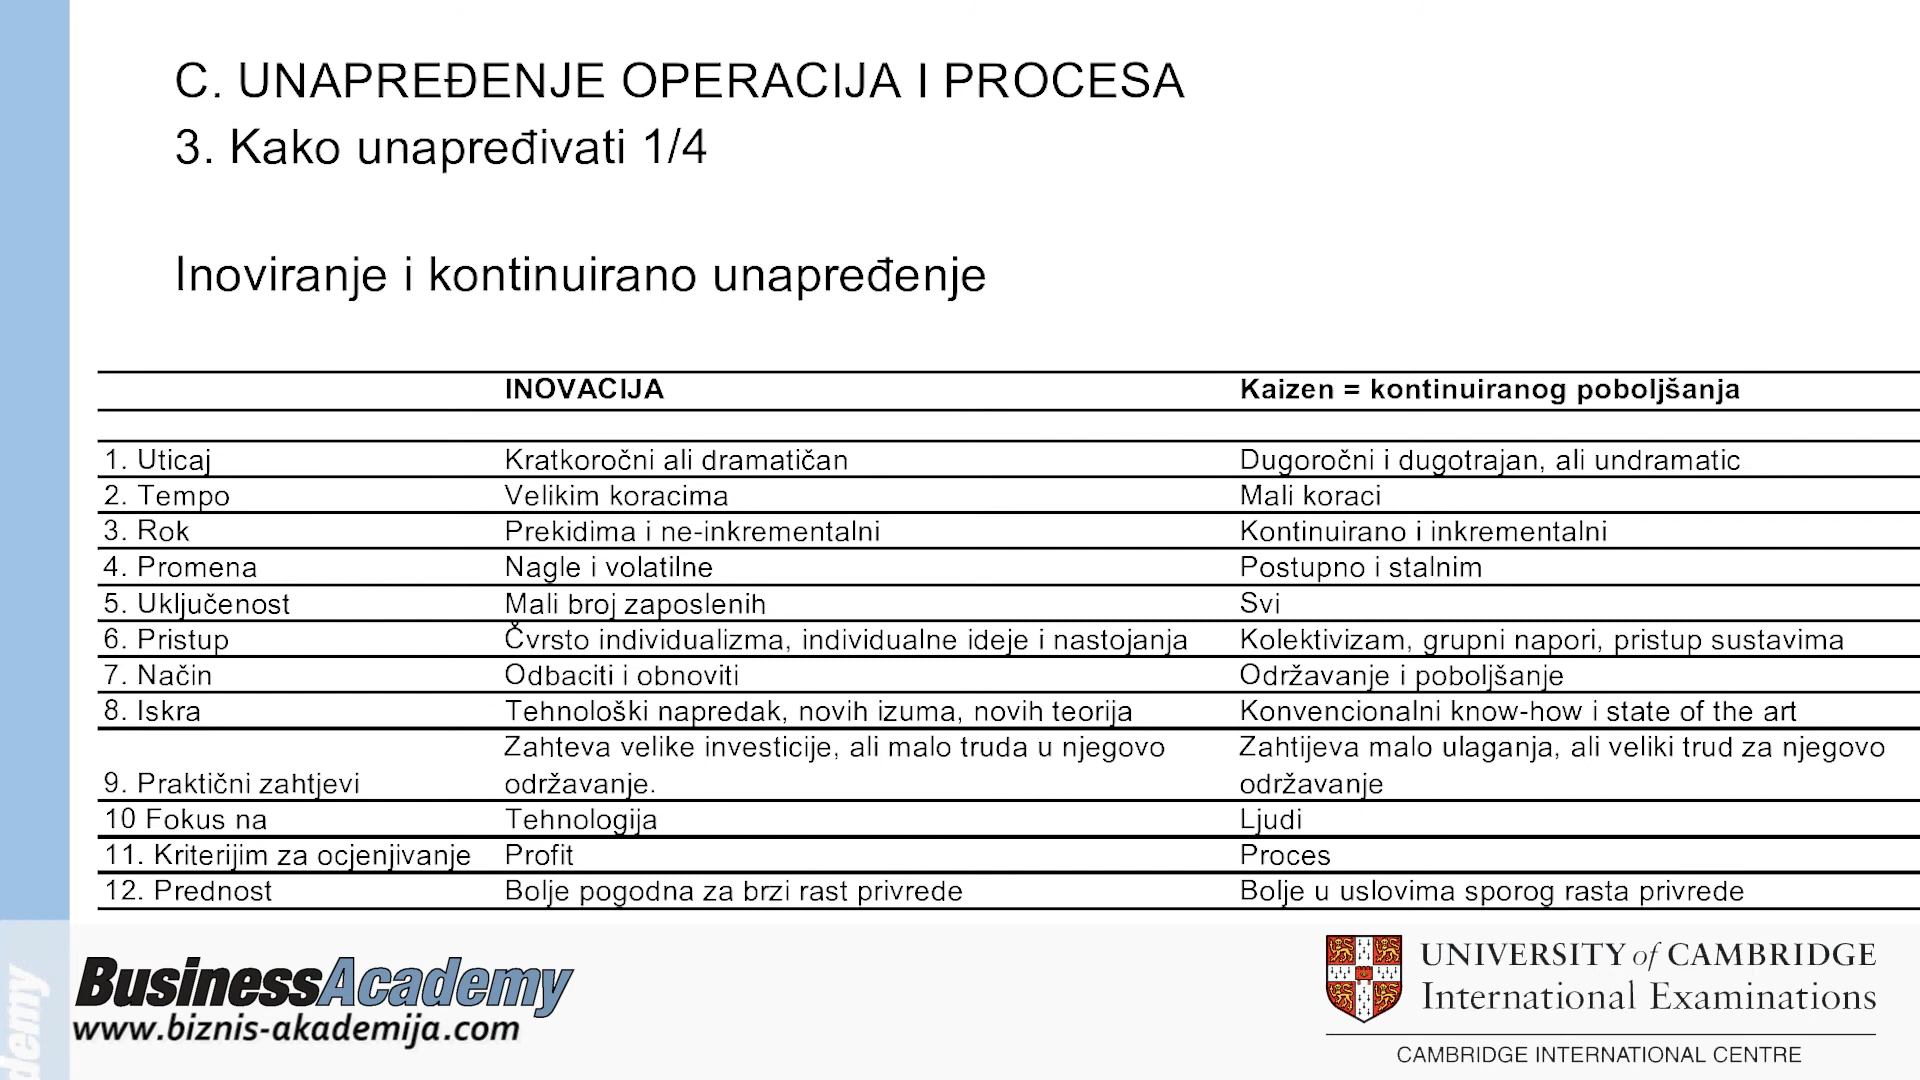 C. UNAPREĐENJE OPERACIJA I PROCESA
3. Kako unapređivati 1/4
Inoviranje i kontinuirano unapređenje
INOVACIJA Kaizen = kontinuiranog poboljšanja
1. Uticaj Kratkoročni ali dramatičan Dugoročni i dugotrajan, ali undramatic
2. Tempo Velikim koracima Mali koraci
3. Rok Prekidima i ne-inkrementalni Kontinuirano i inkrementalni
4. Promena Nagle i volatilne Postupno i stalnim
5. Uključenost Mali broj zaposlenih Svi
6. Pristup Čvrsto individualizma, individualne ideje i nastojanja Kolektivizam, grupni napori, pristup sustavima
7. Način Odbaciti i obnoviti Održavanje i poboljšanje
8. Iskra Tehnološki napredak, novih izuma, novih teorija Konvencionalni know-how i state of the art
Zahteva velike investicije, ali malo truda u njegovo Zahtijeva malo ulaganja, ali veliki trud za njegovo
9. Praktični zahtjevi održavanje. održavanje
10 Fokus na Tehnologija Ljudi
11. Kriterijim za ocjenjivanje Profit Proces
12. Prednost Bolje pogodna za brzi rast privrede Bolje u uslovima sporog rasta privrede
demy
BusinessAcademy
www.biznis-akademija.com
UNIVERSITY of CAMBRIDGE
International Examinations
CAMBRIDGE INTERNATIONAL CENTRE